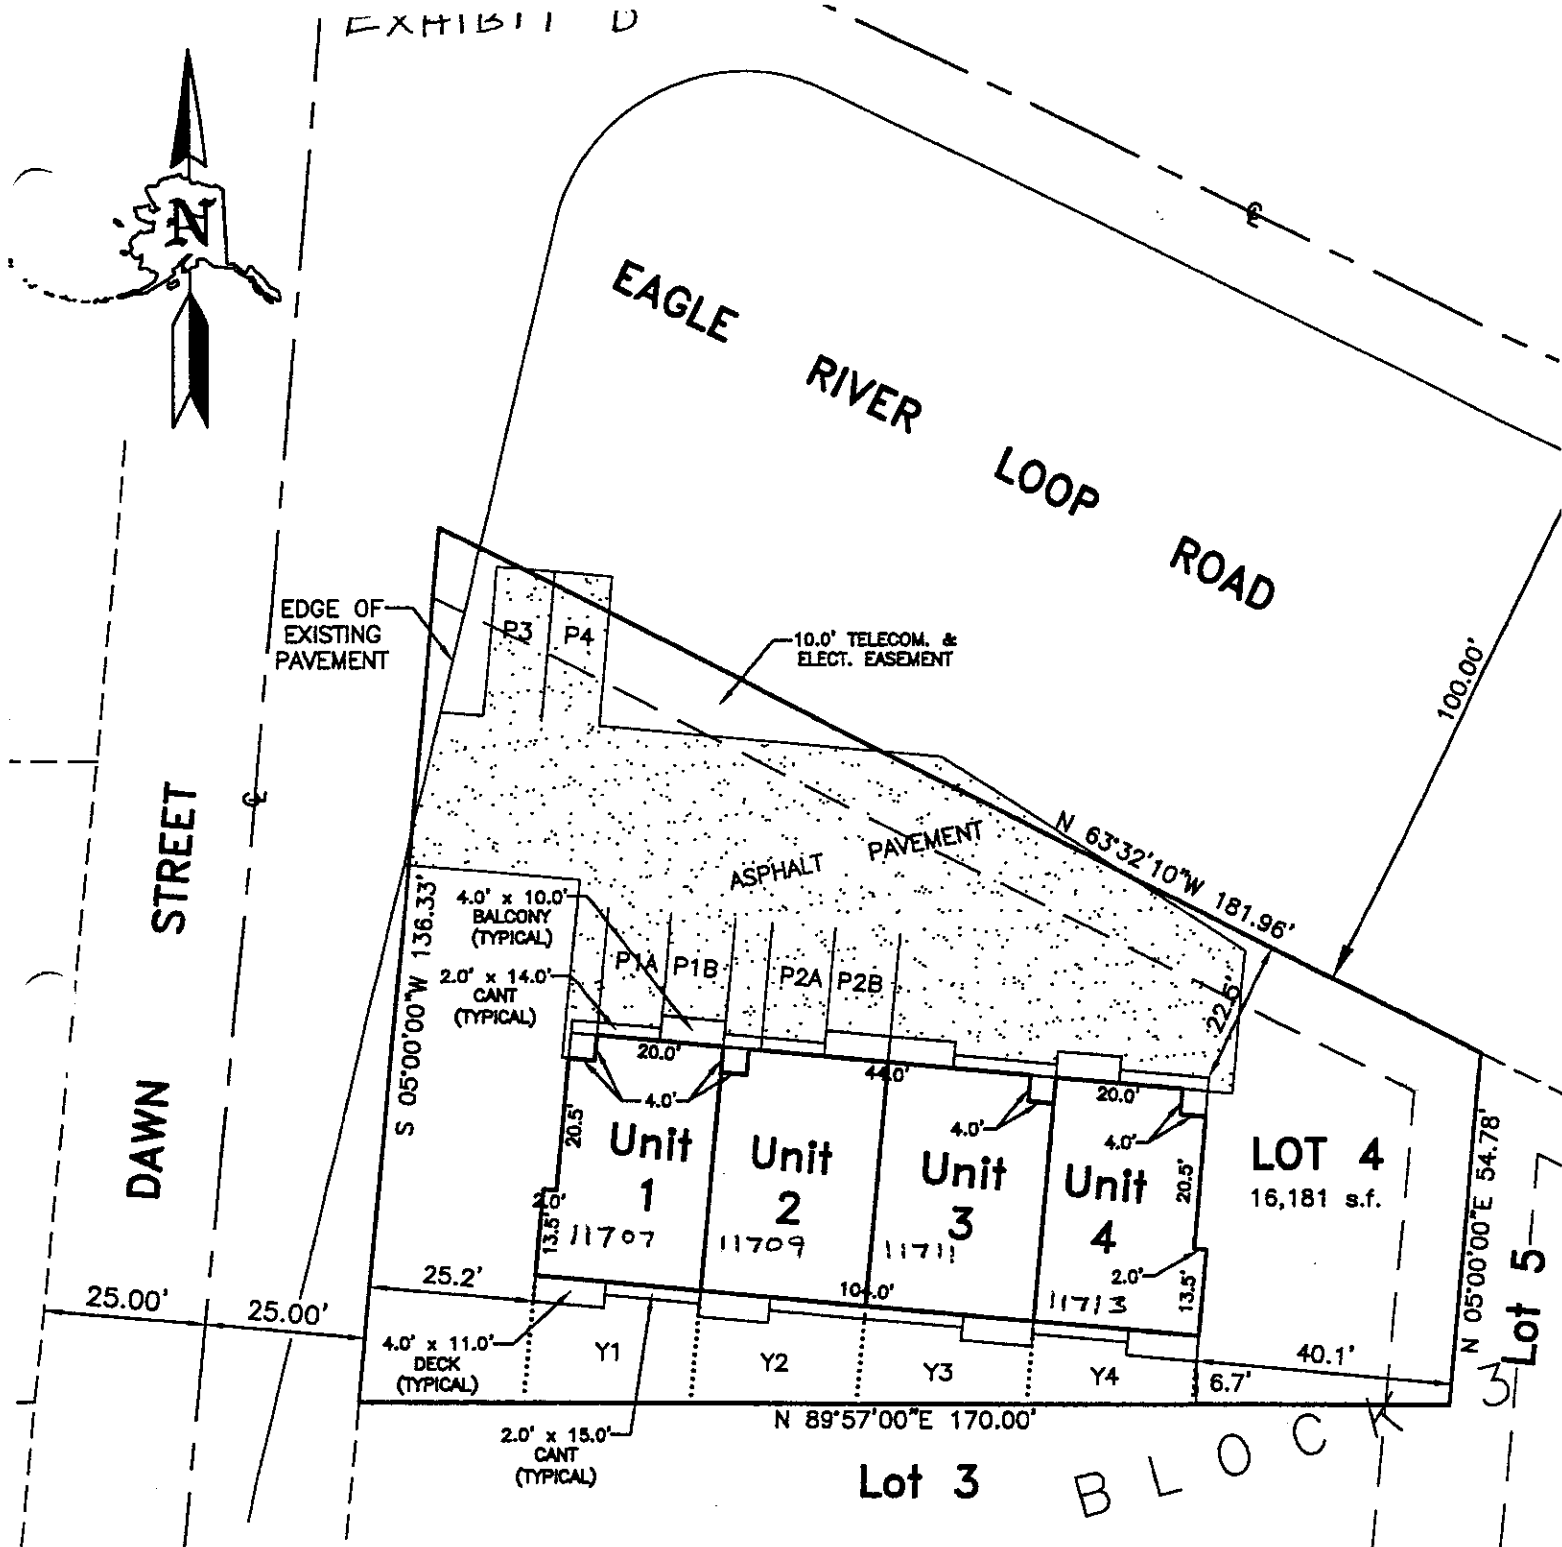 EXHIBIT D
N
EAGLE RIVER LOOP ROAD
℄
100.00'
EDGE OF
EXISTING
PAVEMENT
P3
P4
10.0' TELECOM. &
ELECT. EASEMENT
N 63°32'10"W 181.96'
ASPHALT PAVEMENT
DAWN STREET
℄
S 05°00'00"W 136.33'
4.0' x 10.0'
BALCONY
(TYPICAL)
2.0' x 14.0'
CANT
(TYPICAL)
P1A
P1B
P2A
P2B
22.6'
20.0'
44.0'
20.0'
4.0'
4.0'
4.0'
20.5'
20.5'
Unit
1
11707
Unit
2
11709
Unit
3
11711
Unit
4
11713
LOT 4
16,181 s.f.
2.0'
13.5'
2.0'
13.5'
N 05°00'00"E 54.78'
Lot 5
25.00'
25.00'
25.2'
104.0'
40.1'
6.7'
4.0' x 11.0'
DECK
(TYPICAL)
Y1
Y2
Y3
Y4
N 89°57'00"E 170.00'
2.0' x 15.0'
CANT
(TYPICAL)
Lot 3
BLOCK 3